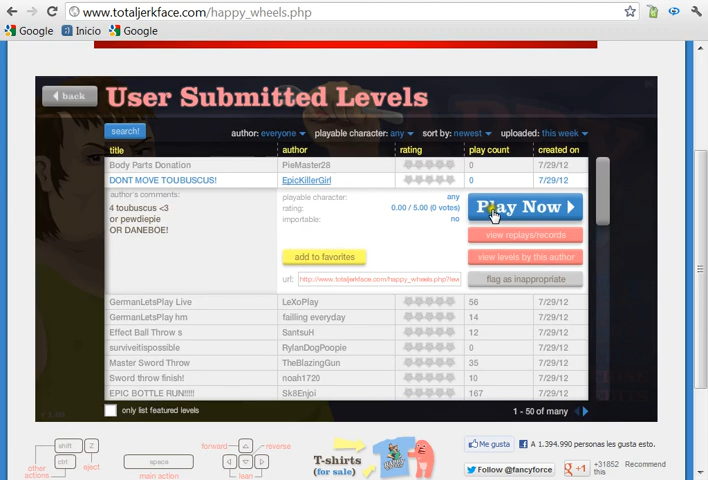 www.totaljerkface.com/happy_wheels.php
Google Inicio Google
back
User Submitted Levels
search!
author: everyone playable character: any sort by: newest uploaded: this week
title author rating play count created on
Body Parts Donation PieMaster28 0 7/29/12
DONT MOVE TOUBUSCUS! EpicKillerGirl 0 7/29/12
author's comments:
4 toubuscus <3
or pewdiepie
OR DANEBOE!
playable character: any
rating: 0.00 / 5.00 (0 votes)
importable: no
Play Now
view replays/records
add to favorites
view levels by this author
url: http://www.totaljerkface.com/happy_wheels.php?lev
flag as inappropriate
GermanLetsPlay Live LeXoPlay 56 7/29/12
GermanLetsPlay hm failling everyday 14 7/29/12
Effect Ball Throw s SantsuH 12 7/29/12
surviveitispossible RylanDogPoopie 0 7/29/12
Master Sword Throw TheBlazingGun 35 7/29/12
Sword throw finish! noah1720 10 7/29/12
EPIC BOTTLE RUN!!!!! Sk8Enjoi 167 7/29/12
only list featured levels
1 - 50 of many
shift Z
ctrl
eject
other
actions
space
main action
forward
reverse
lean
T-shirts
(for sale)
Me gusta
A 1.394.990 personas les gusta esto.
Follow @fancyforce
+1
+31852 Recommend
this